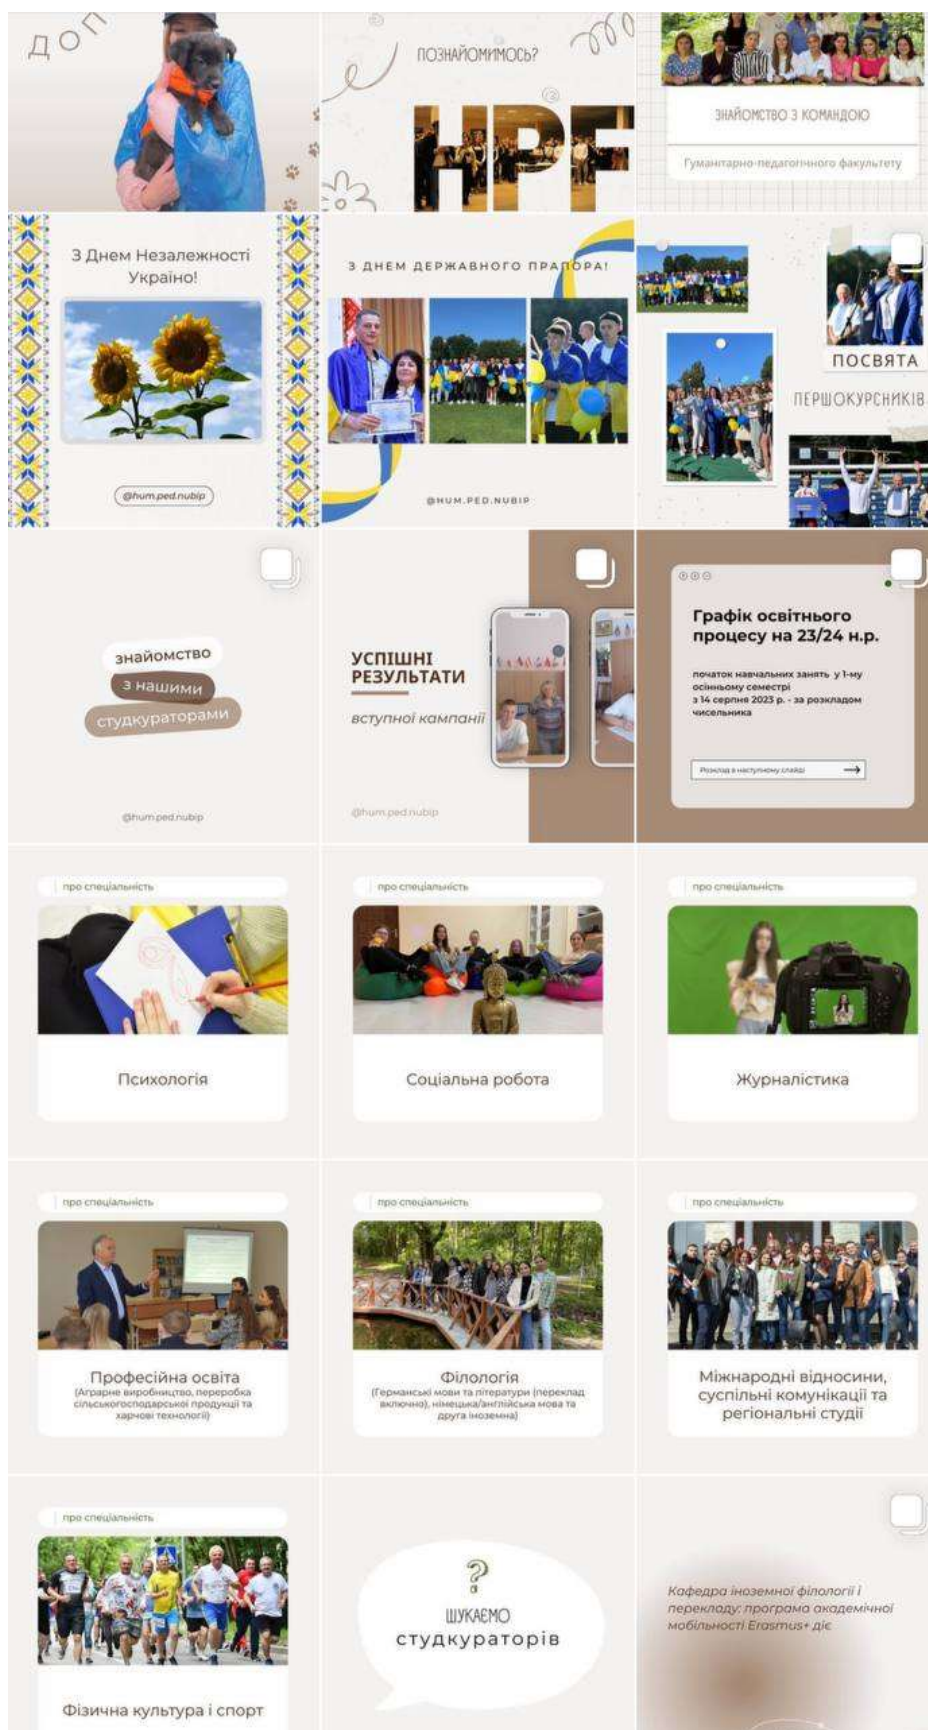 ДОП
ПОЗНАЙОМИМОСЬ?
HPF
ЗНАЙОМСТВО З КОМАНДОЮ
Гуманітарно-педагогічного факультету
З Днем Незалежності
Україно!
@hum.ped.nubip
З ДНЕМ ДЕРЖАВНОГО ПРАПОРА!
@HUM.PED.NUBIP
ПОСВЯТА
ПЕРШОКУРСНИКІВ
знайомство
з нашими
студкураторами
@hum.ped.nubip
УСПІШНІ
РЕЗУЛЬТАТИ
вступної кампанії
@hum.ped.nubip
Графік освітнього
процесу на 23/24 н.р.
початок навчальних занять у 1-му
осінньому семестрі
з 14 серпня 2023 р. - за розкладом
чисельника
Розклад в наступному слайді
про спеціальність
Психологія
про спеціальність
Соціальна робота
про спеціальність
Журналістика
про спеціальність
Професійна освіта
(Аграрне виробництво, переробка
сільськогосподарської продукції та
харчові технології)
про спеціальність
Філологія
(Германські мови та літератури (переклад
включно), німецька/англійська мова та
друга іноземна)
про спеціальність
Міжнародні відносини,
суспільні комунікації та
регіональні студії
про спеціальність
Фізична культура і спорт
?
ШУКАЄМО
студкураторів
Кафедра іноземної філології і
перекладу: програма академічної
мобільності Erasmus+ діє